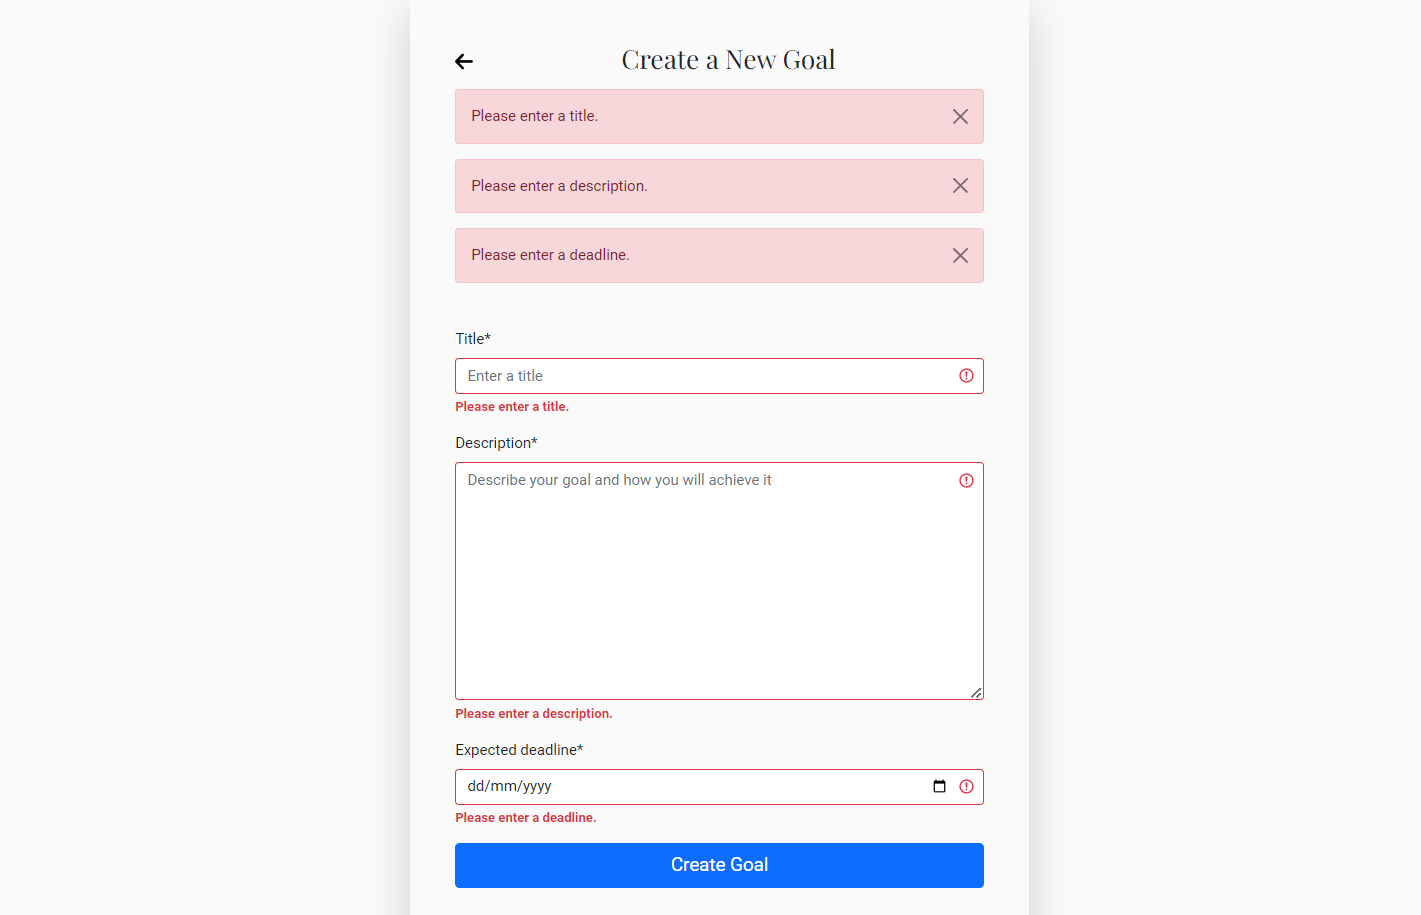 Create a New Goal
Please enter a title.
Please enter a description.
Please enter a deadline.
Title*
Enter a title
Please enter a title.
Description*
Describe your goal and how you will achieve it
Please enter a description.
Expected deadline*
dd/mm/yyyy
Please enter a deadline.
Create Goal